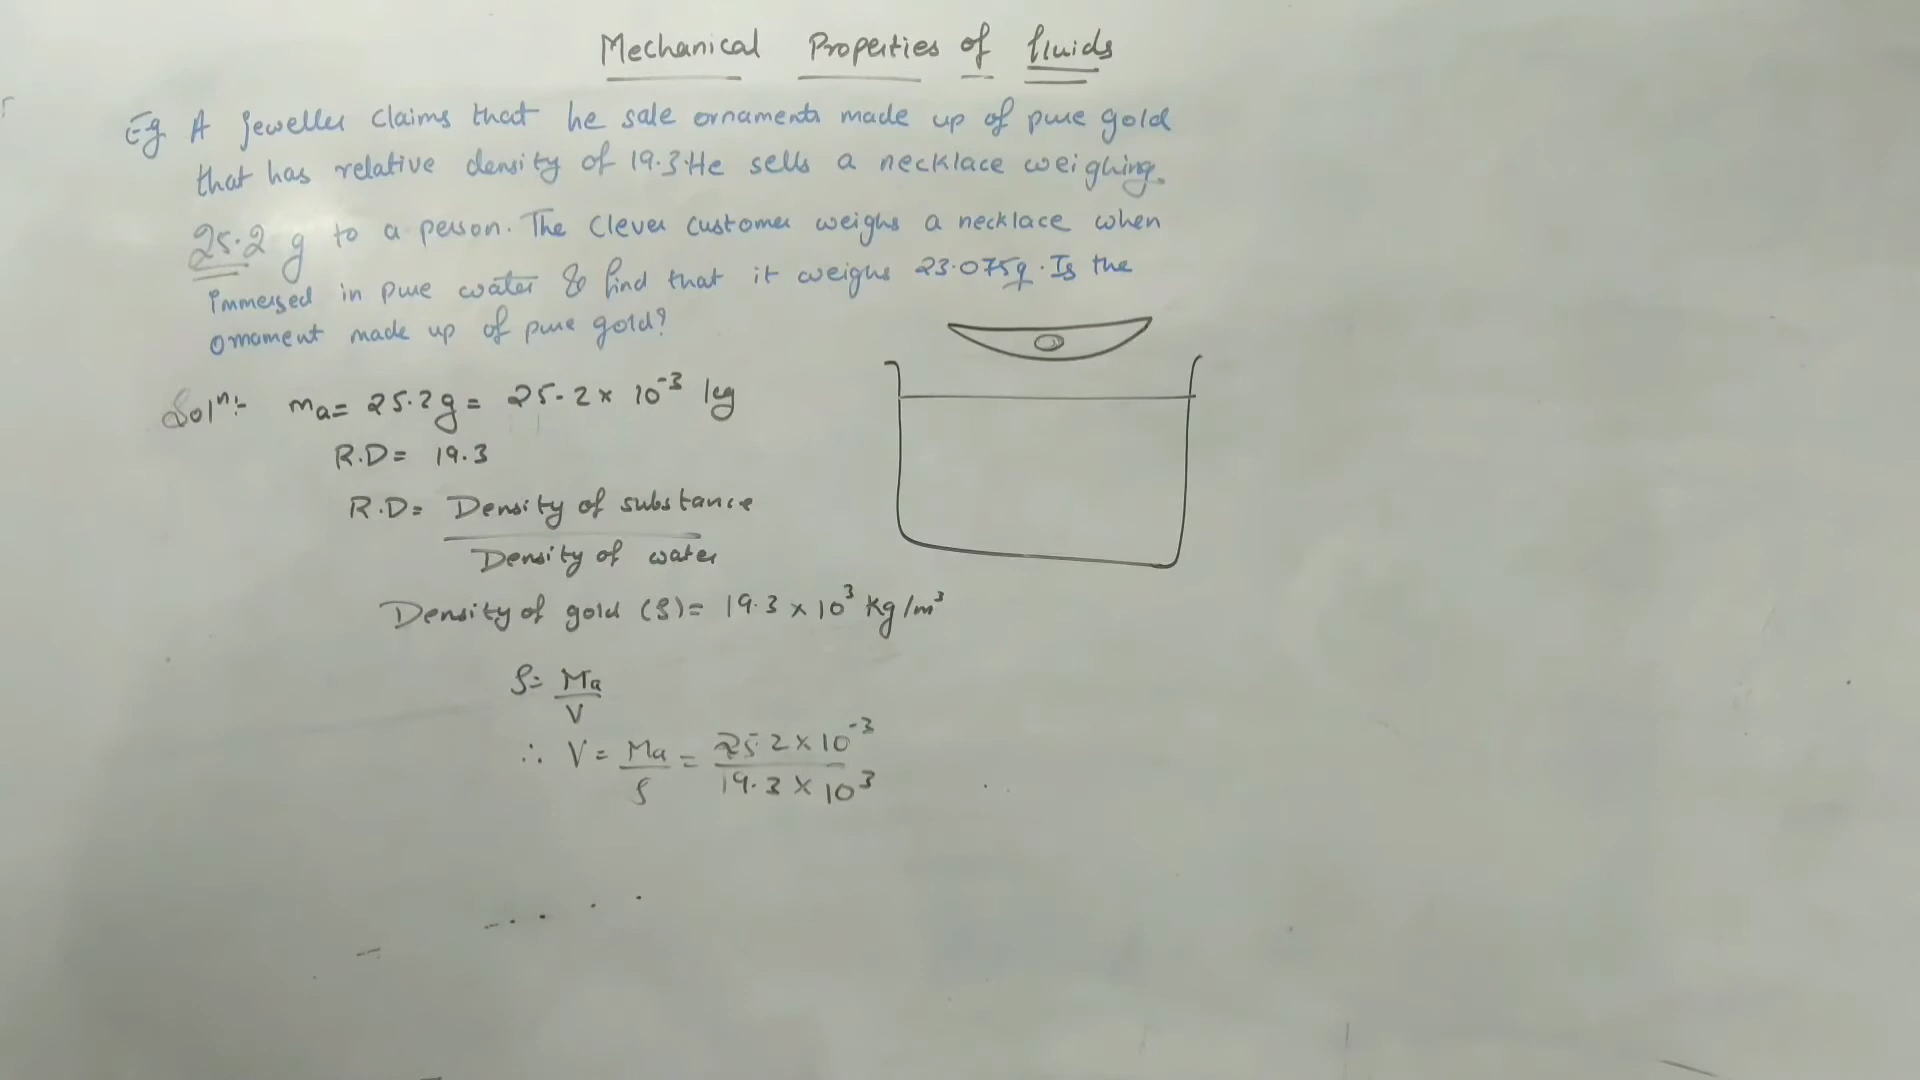 Mechanical Properties of fluids
Eg. A jeweller claims that he sale ornaments made up of pure gold
that has relative density of 19.3. He sells a necklace weighing.
25.2 g to a person. The clever customer weighs a necklace when
immersed in pure water & find that it weighs 23.075g. Is the
ornament made up of pure gold?
Solⁿ:- ma= 25.2g = 25.2 × 10⁻³ kg
R.D= 19.3
R.D= Density of substance
Density of water
Density of gold (ρ)= 19.3 × 10³ kg/m³
ρ= Ma
V
∴ V= Ma = 25.2×10⁻³
ρ 19.3 × 10³